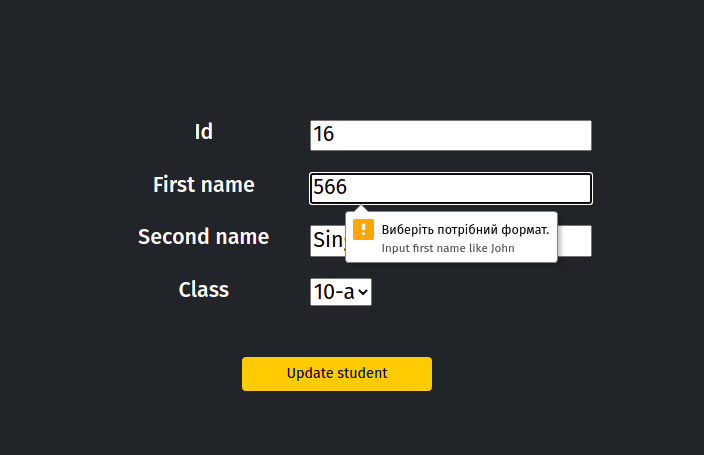 Id
16
First name
566
Виберіть потрібний формат.
Input first name like John
Second name
Class
10-a
Update student